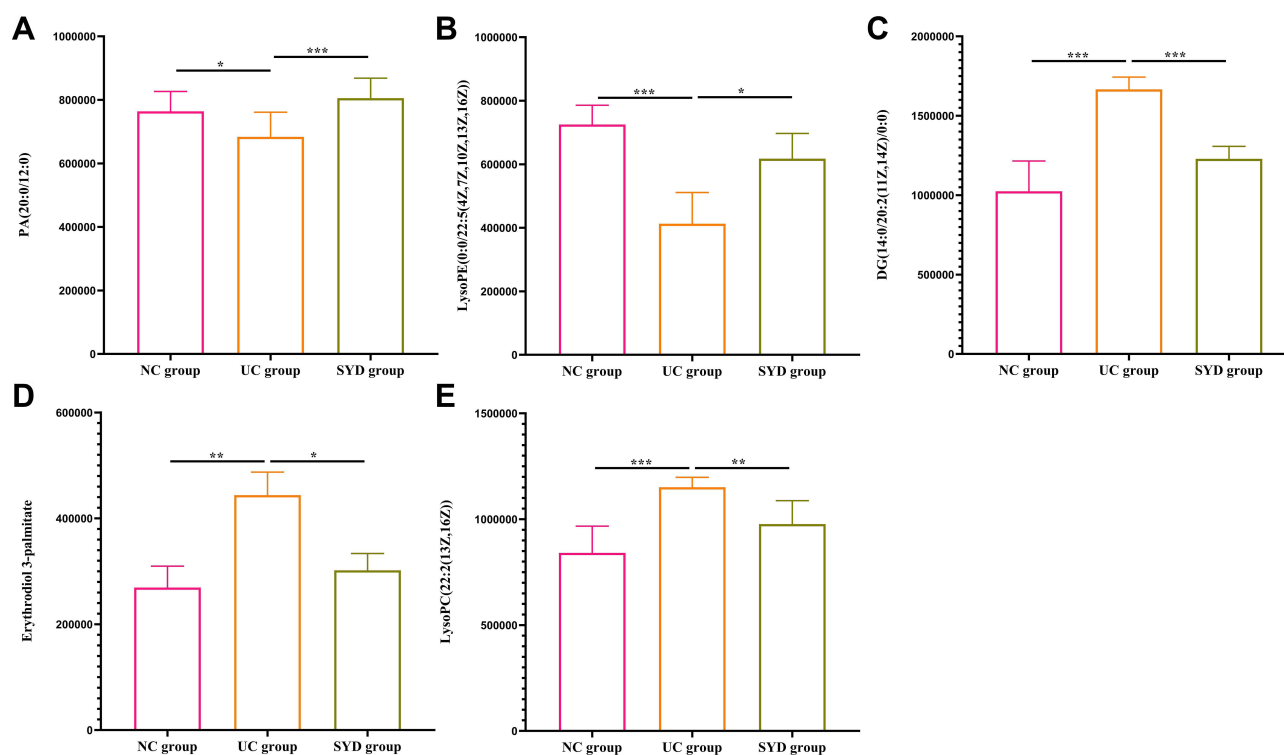 A
PA(20:0/12:0)
1000000
800000
600000
400000
200000
0
*
***
NC group
UC group
SYD group
B
LysoPE(0:0/22:5(4Z,7Z,10Z,13Z,16Z))
1000000
800000
600000
400000
200000
0
***
*
NC group
UC group
SYD group
C
DG(14:0/20:2(11Z,14Z)/0:0)
2000000
1500000
1000000
500000
0
***
***
NC group
UC group
SYD group
D
Erythrodiol 3-palmitate
600000
400000
200000
0
**
*
NC group
UC group
SYD group
E
LysoPC(22:2(13Z,16Z))
1500000
1000000
500000
0
***
**
NC group
UC group
SYD group